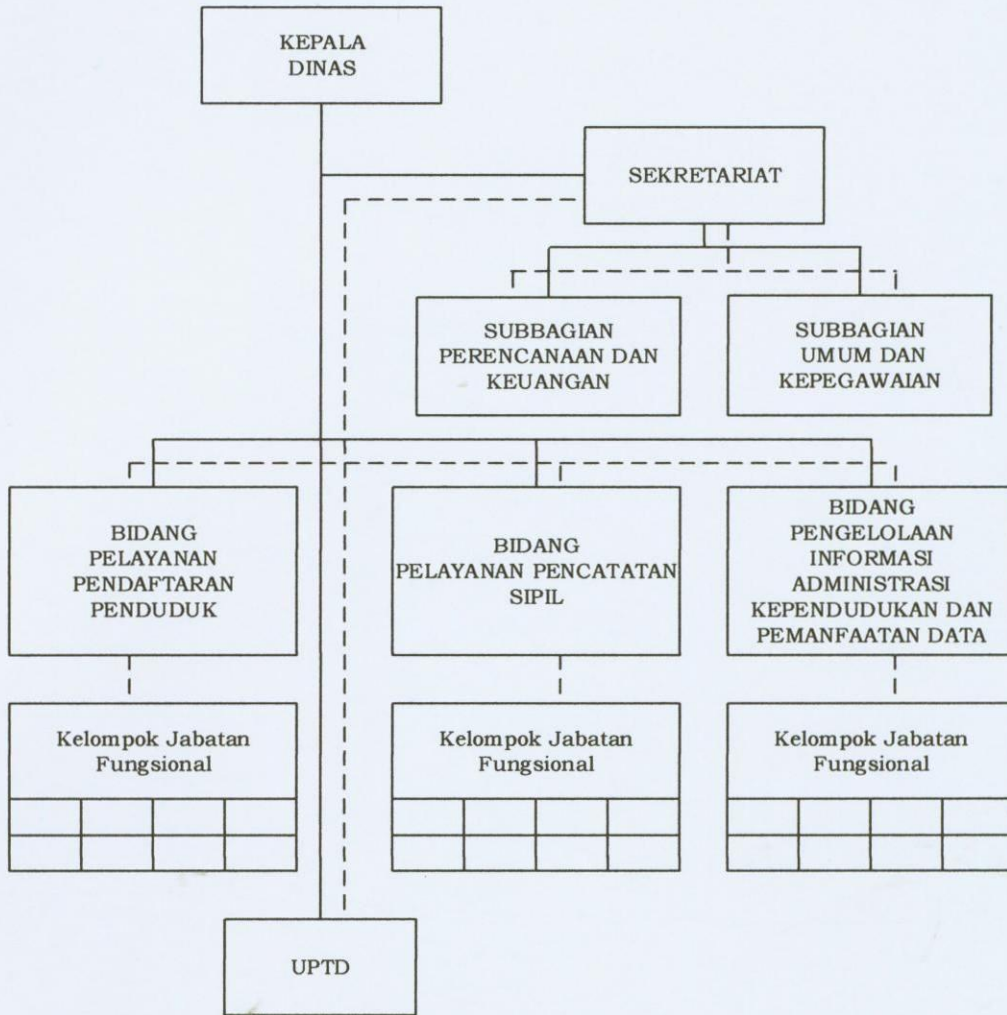 KEPALA
DINAS
SEKRETARIAT
SUBBAGIAN
PERENCANAAN DAN
KEUANGAN
SUBBAGIAN
UMUM DAN
KEPEGAWAIAN
BIDANG
PELAYANAN
PENDAFTARAN
PENDUDUK
BIDANG
PELAYANAN PENCATATAN
SIPIL
BIDANG
PENGELOLAAN
INFORMASI
ADMINISTRASI
KEPENDUDUKAN DAN
PEMANFAATAN DATA
Kelompok Jabatan
Fungsional
Kelompok Jabatan
Fungsional
Kelompok Jabatan
Fungsional
UPTD